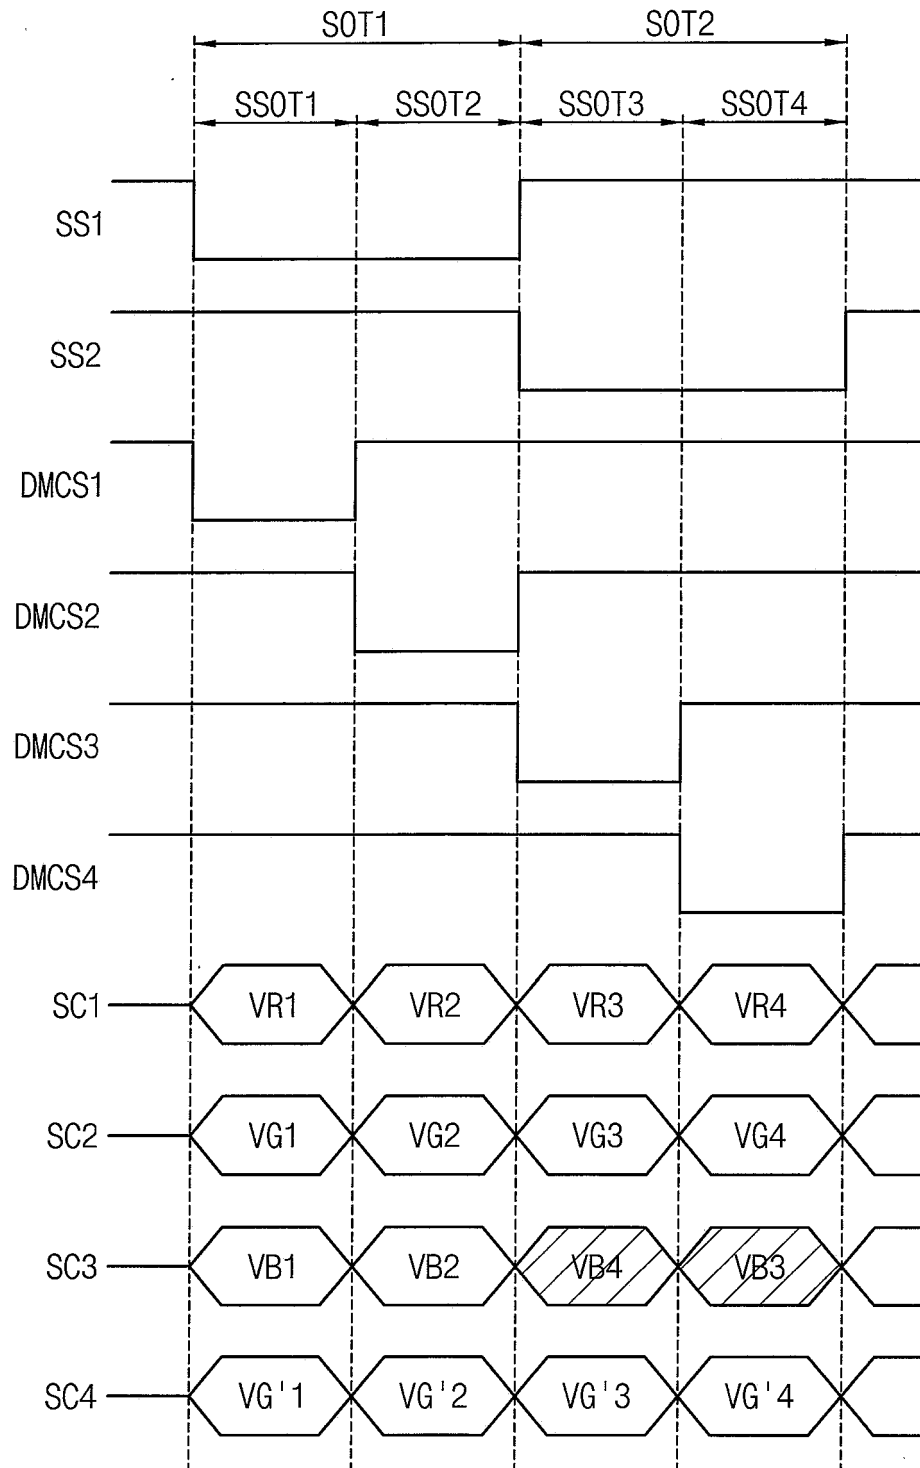 SOT1 SOT2
SSOT1 SSOT2 SSOT3 SSOT4
SS1
SS2
DMCS1
DMCS2
DMCS3
DMCS4
SC1 VR1 VR2 VR3 VR4
SC2 VG1 VG2 VG3 VG4
SC3 VB1 VB2 VB4 VB3
SC4 VG'1 VG'2 VG'3 VG'4